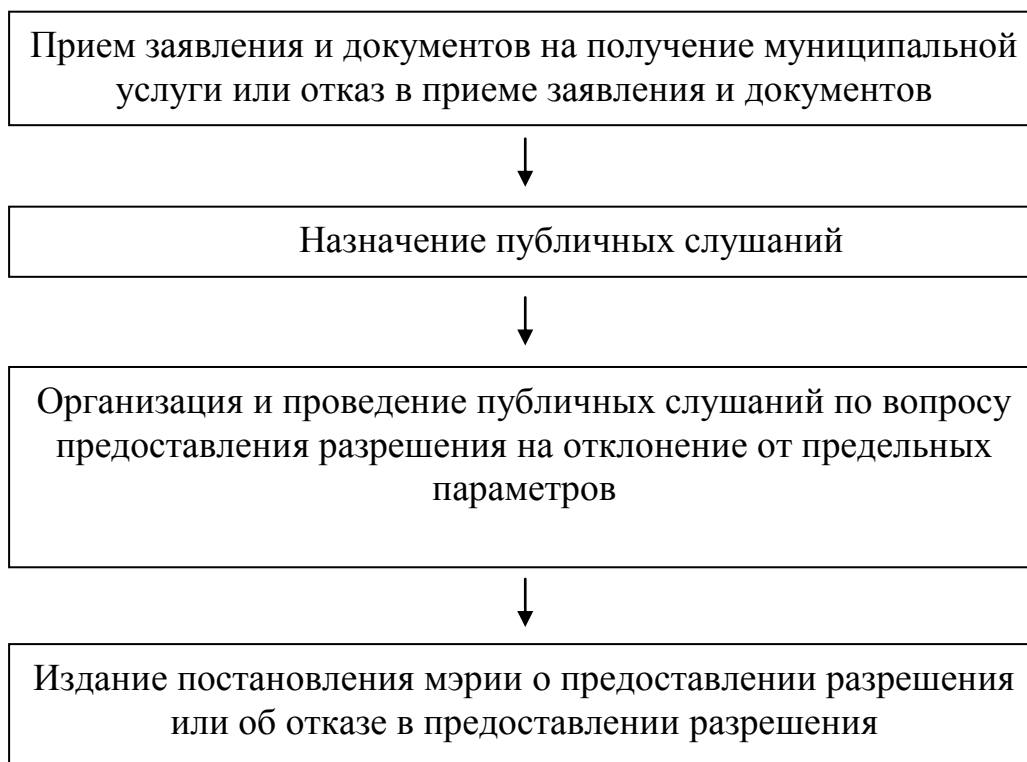 Прием заявления и документов на получение муниципальной
услуги или отказ в приеме заявления и документов
Назначение публичных слушаний
Организация и проведение публичных слушаний по вопросу
предоставления разрешения на отклонение от предельных
параметров
Издание постановления мэрии о предоставлении разрешения
или об отказе в предоставлении разрешения